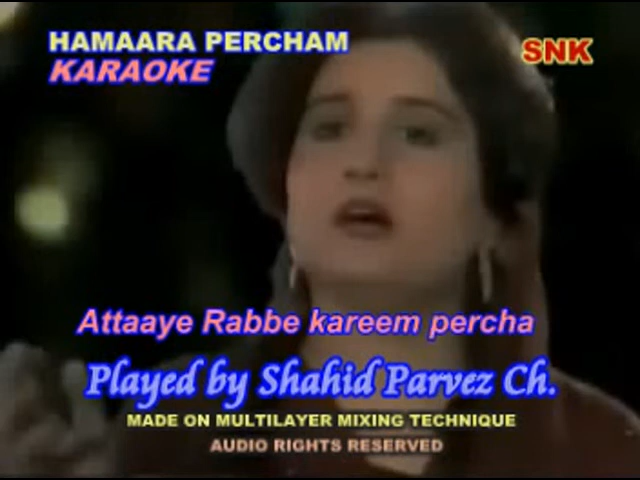 HAMAARA PERCHAM
KARAOKE
SNK
Attaaye Rabbe kareem percha
Played by Shahid Parvez Ch.
MADE ON MULTILAYER MIXING TECHNIQUE
AUDIO RIGHTS RESERVED